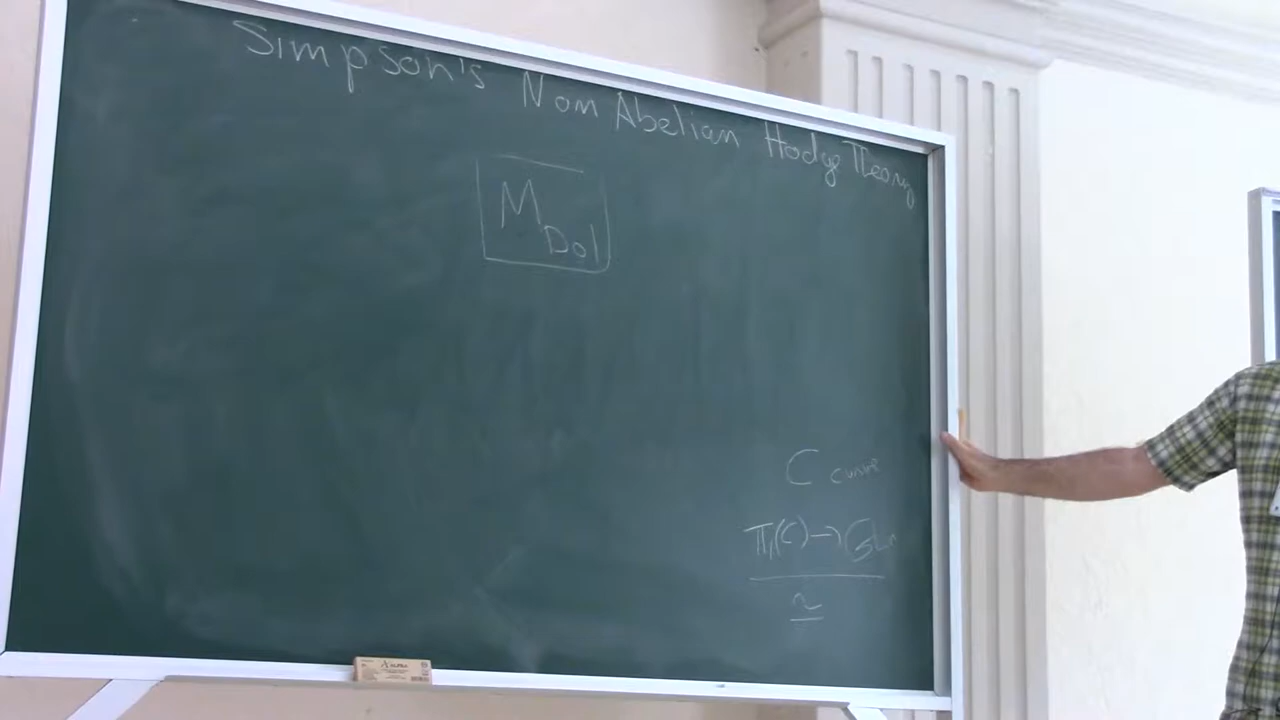 Simpson's Non Abelian Hodge Theory
M_Dol
C curve
π₁(C) → GLn
≃